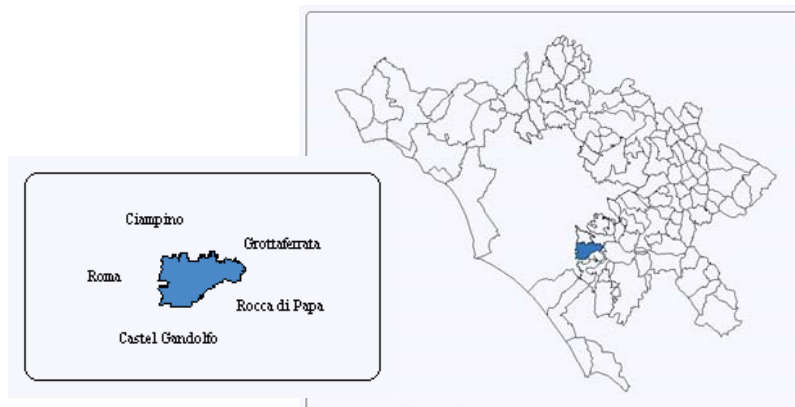 Ciampino
Grottaferrata
Roma
Rocca di Papa
Castel Gandolfo